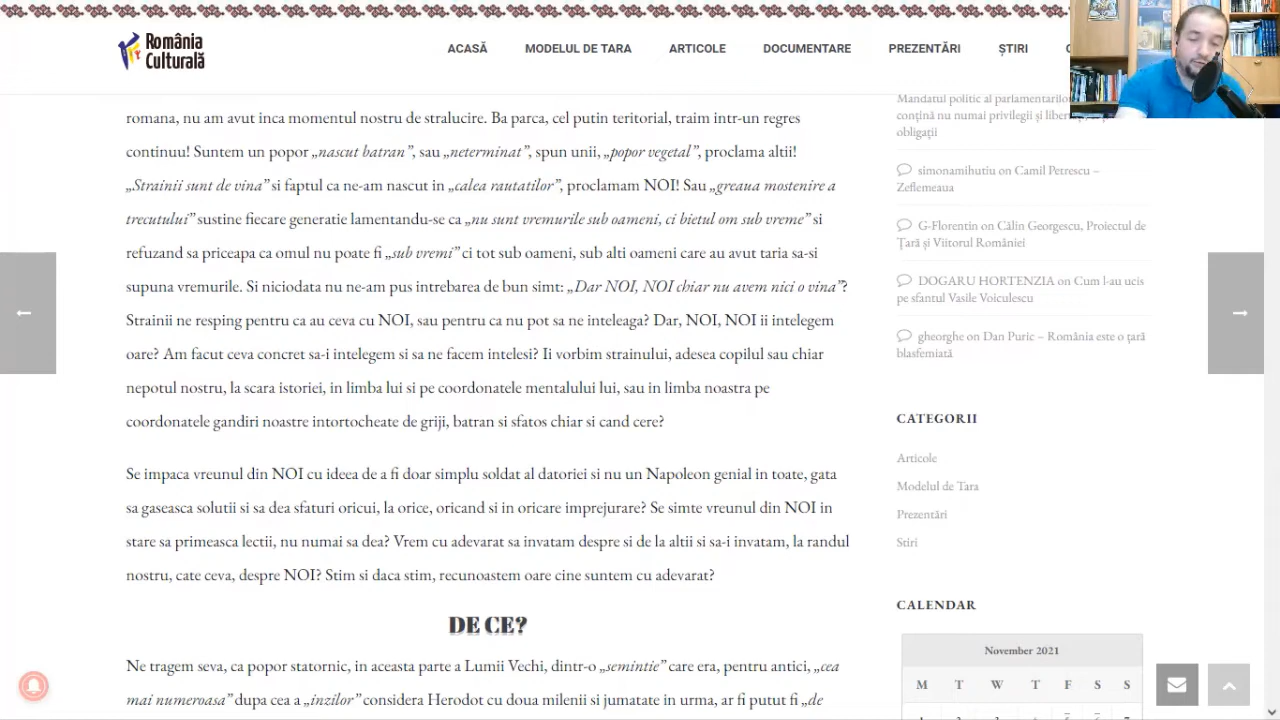 România
Culturală
ACASĂ
MODELUL DE TARA
ARTICOLE
DOCUMENTARE
PREZENTĂRI
ȘTIRI
romana, nu am avut inca momentul nostru de stralucire. Ba parca, cel putin teritorial, traim intr-un regres
continuu! Suntem un popor „nascut batran”, sau „neterminat”, spun unii, „popor vegetal”, proclama altii!
„Strainii sunt de vina” si faptul ca ne-am nascut in „calea rautatilor”, proclamam NOI! Sau „greaua mostenire a
trecutului” sustine fiecare generatie lamentandu-se ca „nu sunt vremurile sub oameni, ci bietul om sub vreme” si
refuzand sa priceapa ca omul nu poate fi „sub vremi” ci tot sub oameni, sub alti oameni care au avut taria sa-si
supuna vremurile. Si niciodata nu ne-am pus intrebarea de bun simt: „Dar NOI, NOI chiar nu avem nici o vina”?
Strainii ne resping pentru ca au ceva cu NOI, sau pentru ca nu pot sa ne inteleaga? Dar, NOI, NOI ii intelegem
oare? Am facut ceva concret sa-i intelegem si sa ne facem intelesi? Ii vorbim strainului, adesea copilul sau chiar
nepotul nostru, la scara istoriei, in limba lui si pe coordonatele mentalului lui, sau in limba noastra pe
coordonatele gandiri noastre intortocheate de griji, batran si sfatos chiar si cand cere?
Se impaca vreunul din NOI cu ideea de a fi doar simplu soldat al datoriei si nu un Napoleon genial in toate, gata
sa gaseasca solutii si sa dea sfaturi oricui, la orice, oricand si in oricare imprejurare? Se simte vreunul din NOI in
stare sa primeasca lectii, nu numai sa dea? Vrem cu adevarat sa invatam despre si de la altii si sa-i invatam, la randul
nostru, cate ceva, despre NOI? Stim si daca stim, recunoastem oare cine suntem cu adevarat?
DE CE?
Ne tragem seva, ca popor statornic, in aceasta parte a Lumii Vechi, dintr-o „semintie” care era, pentru antici, „cea
mai numeroasa” dupa cea a „inzilor” considera Herodot cu doua milenii si jumatate in urma, ar fi putut fi „de
Mandatul politic al parlamentarilor
conțină nu numai privilegii și
obligații
simonamihutiu on Camil Petrescu –
Zeflemeaua
G-Florentin on Călin Georgescu, Proiectul de
Țară și Viitorul României
DOGARU HORTENZIA on Cum l-au ucis
pe sfantul Vasile Voiculescu
gheorghe on Dan Puric – România este o țară
blasfemiată
CATEGORII
Articole
Modelul de Tara
Prezentări
Stiri
CALENDAR
November 2021
M T W T F S S